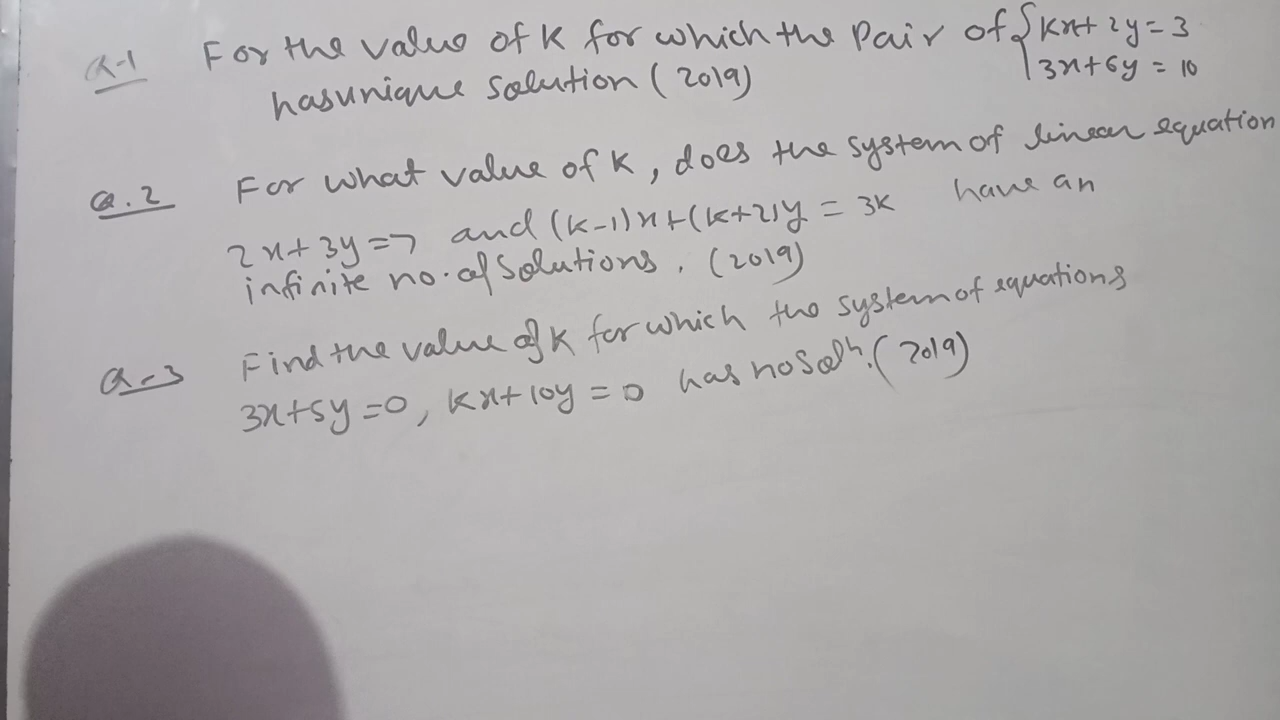 Q-1 For the value of K for which the pair of { kx + 2y = 3
3x + 6y = 10
has unique solution (2019)
Q.2 For what value of K, does the system of linear equation
2x + 3y = 7 and (k-1)x + (k+2)y = 3k have an
infinite no. of solutions. (2019)
Q-3 Find the value of K for which the system of equations
3x + 5y = 0, kx + 10y = 0 has no solⁿ. (2019)